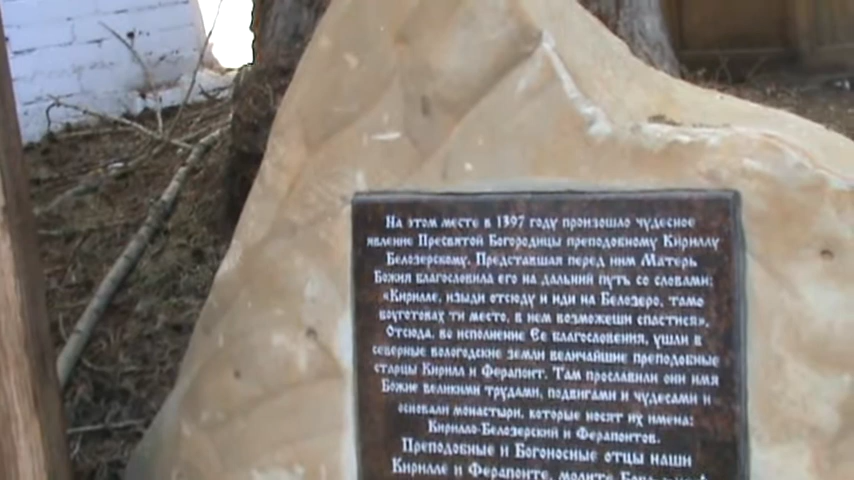 На этом месте в 1397 году произошло чудесное
явление Пресвятой Богородицы преподобному Кириллу
Белозерскому. Представшая перед ним Матерь
Божия благословила его на дальний путь со словами:
«Кирилле, изыди отсюду и иди на Белозеро, тамо
боуготовах ти место, в нем возможеши спастися».
Отсюда, во исполнение Ее благословения, ушли в
северные вологодские земли величайшие преподобные
старцы Кирилл и Ферапонт. Там прославили они имя
Божие великими трудами, подвигами и чудесами и
основали монастыри, которые носят их имена:
Кирилло-Белозерский и Ферапонтов.
Преподобные и Богоносные отцы наши
Кирилле и Ферапонте, молите Бога